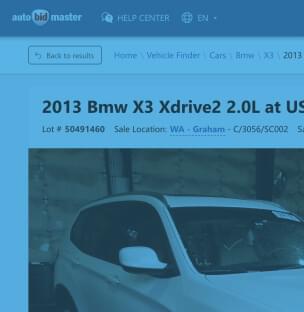 auto bid master HELP CENTER EN
Back to results Home \ Vehicle Finder \ Cars \ Bmw \ X3 \ 2013
2013 Bmw X3 Xdrive2 2.0L at US
Lot # 50491460 Sale Location: WA - Graham - C/3056/SC002 Sa